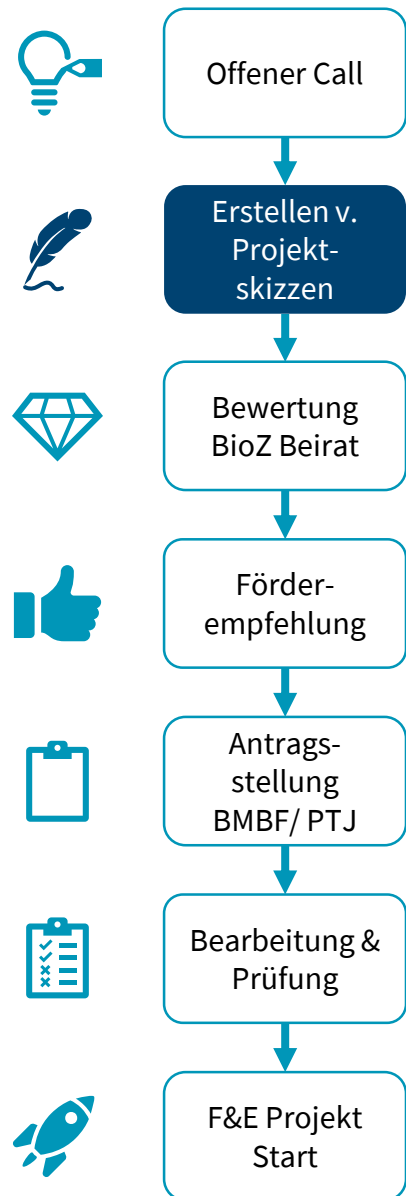 Offener Call
Erstellen v.
Projekt-
skizzen
Bewertung
BioZ Beirat
Förder-
empfehlung
Antrags-
stellung
BMBF/ PTJ
Bearbeitung &
Prüfung
F&E Projekt
Start